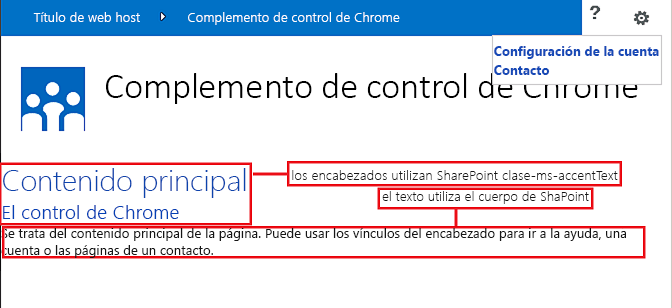 Título de web host
Complemento de control de Chrome
?
Configuración de la cuenta
Contacto
Complemento de control de Chrome
Contenido principal
los encabezados utilizan SharePoint clase-ms-accentText
el texto utiliza el cuerpo de ShaPoint
El control de Chrome
Se trata del contenido principal de la página. Puede usar los vínculos del encabezado para ir a la ayuda, una
cuenta o las páginas de un contacto.